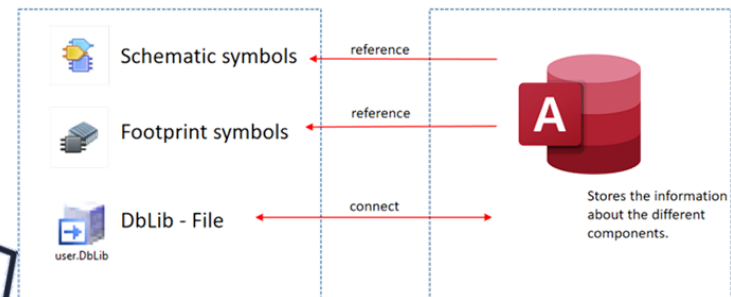 Schematic symbols
reference
Footprint symbols
reference
A
DbLib - File
connect
user.DbLib
Stores the information
about the different
components.